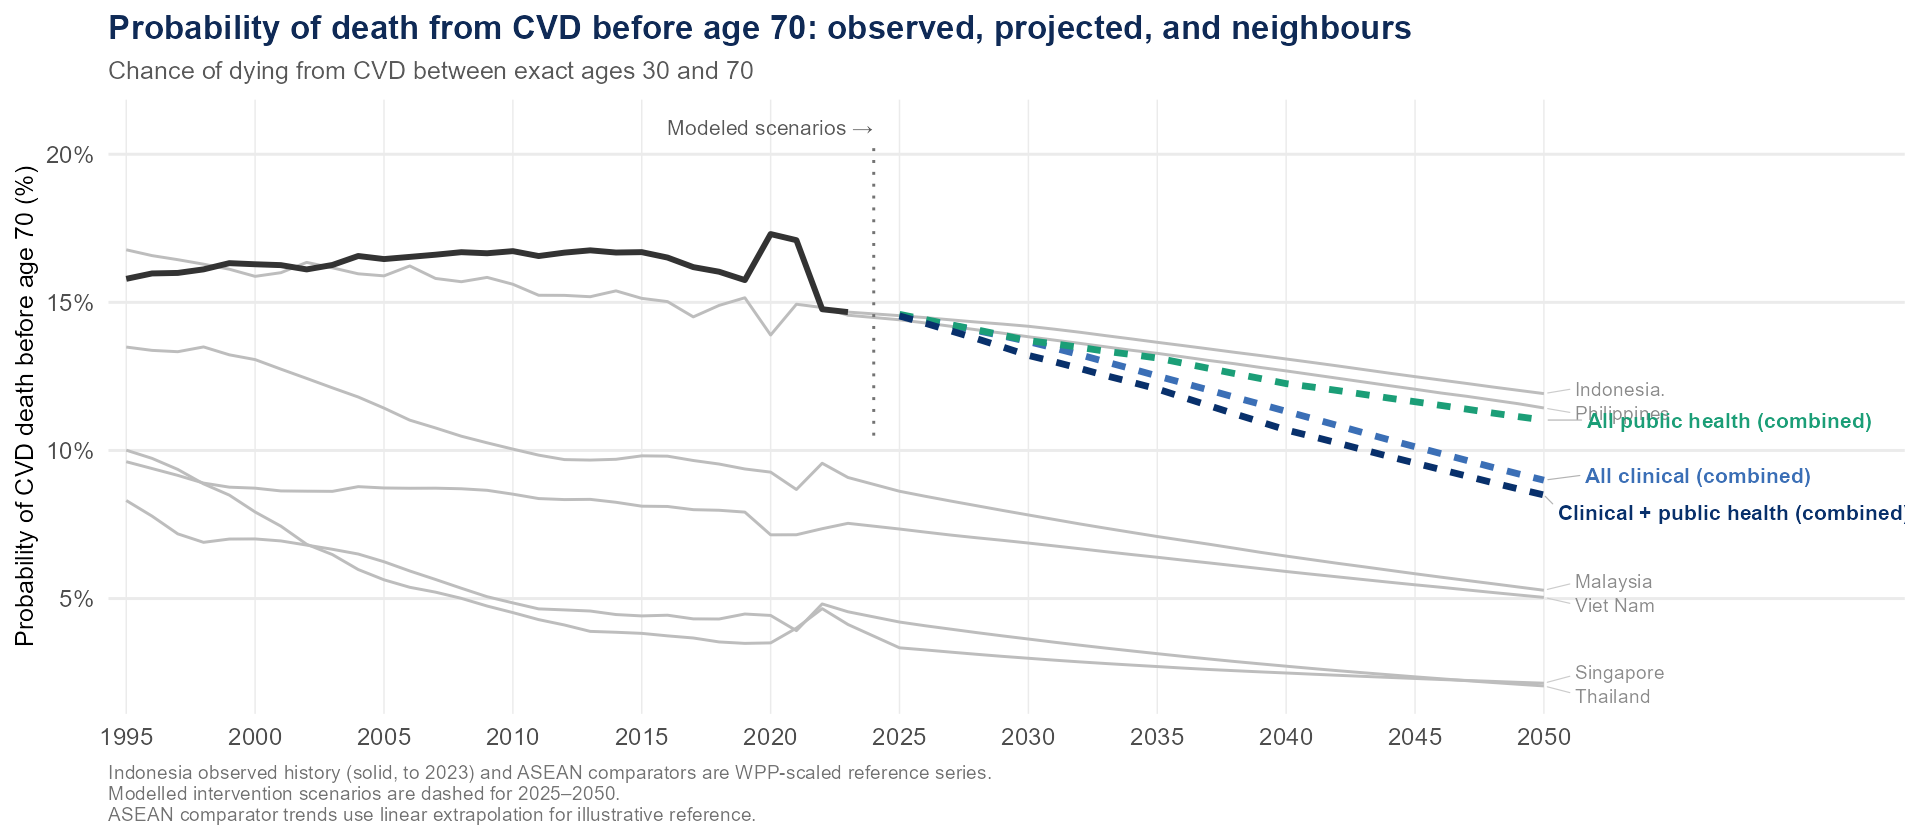 Probability of death from CVD before age 70: observed, projected, and neighbours
Chance of dying from CVD between exact ages 30 and 70
Modeled scenarios →
Probability of CVD death before age 70 (%)
20%
15%
10%
5%
Indonesia.
Philippines
All public health (combined)
All clinical (combined)
Clinical + public health (combined)
Malaysia
Viet Nam
Singapore
Thailand
1995 2000 2005 2010 2015 2020 2025 2030 2035 2040 2045 2050
Indonesia observed history (solid, to 2023) and ASEAN comparators are WPP-scaled reference series.
Modelled intervention scenarios are dashed for 2025–2050.
ASEAN comparator trends use linear extrapolation for illustrative reference.